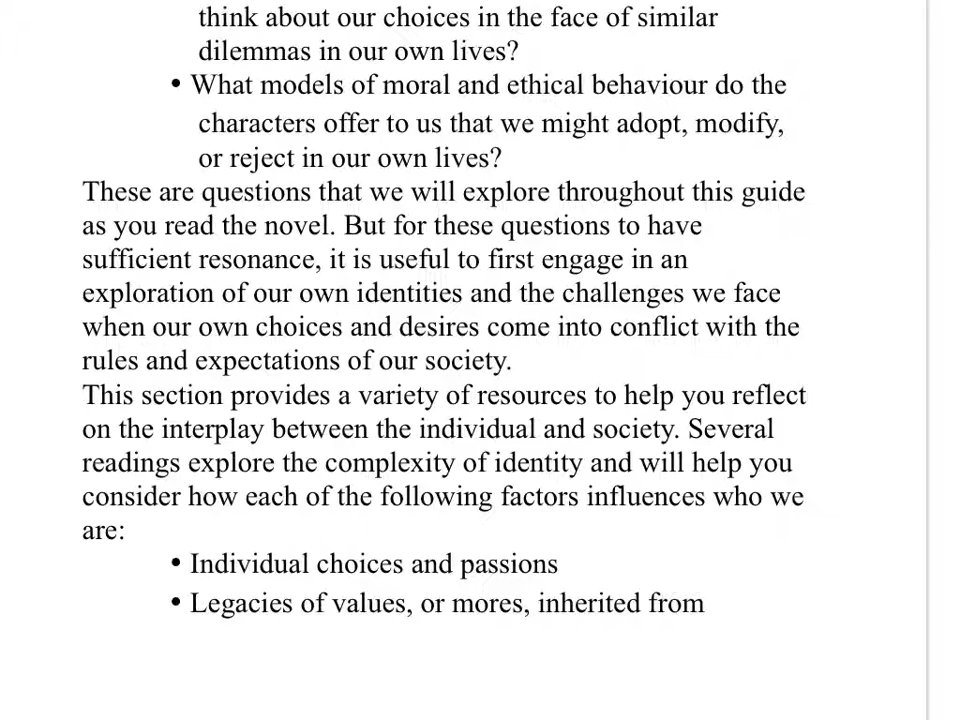 think about our choices in the face of similar
dilemmas in our own lives?
• What models of moral and ethical behaviour do the
characters offer to us that we might adopt, modify,
or reject in our own lives?
These are questions that we will explore throughout this guide
as you read the novel. But for these questions to have
sufficient resonance, it is useful to first engage in an
exploration of our own identities and the challenges we face
when our own choices and desires come into conflict with the
rules and expectations of our society.
This section provides a variety of resources to help you reflect
on the interplay between the individual and society. Several
readings explore the complexity of identity and will help you
consider how each of the following factors influences who we
are:
• Individual choices and passions
• Legacies of values, or mores, inherited from